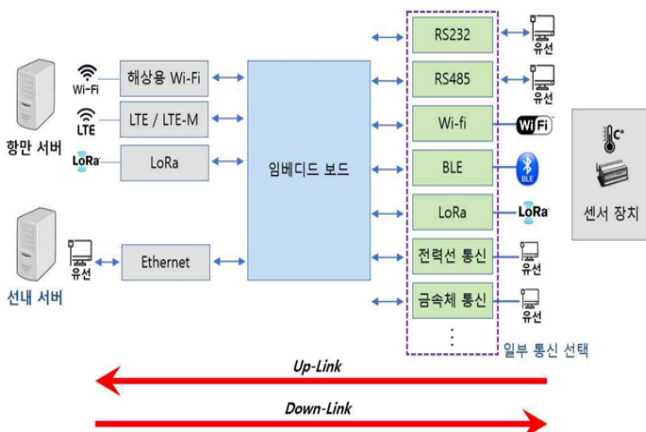 Wi-Fi
해상용 Wi-Fi
LTE
LTE / LTE-M
항만 서버
LoRa
LoRa
유선
Ethernet
선내 서버
임베디드 보드
RS232
유선
RS485
유선
Wi-fi
WiFi
BLE
BLE
LoRa
LoRa
전력선 통신
유선
금속체 통신
유선
⋮
일부 통신 선택
C°
센서 장치
Up-Link
Down-Link